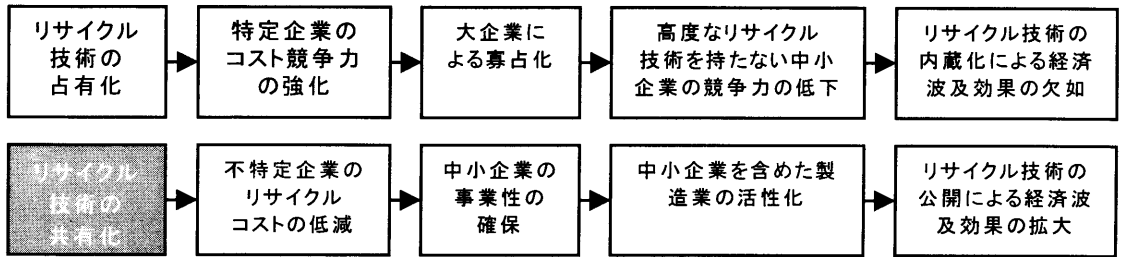 リサイクル
技術の
占有化
特定企業の
コスト競争力
の強化
大企業に
よる寡占化
高度なリサイクル
技術を持たない中小
企業の競争力の低下
リサイクル技術の
内蔵化による経済
波及効果の欠如
リサイクル
技術の
共有化
不特定企業の
リサイクル
コストの低減
中小企業の
事業性の
確保
中小企業を含めた製
造業の活性化
リサイクル技術の
公開による経済波
及効果の拡大